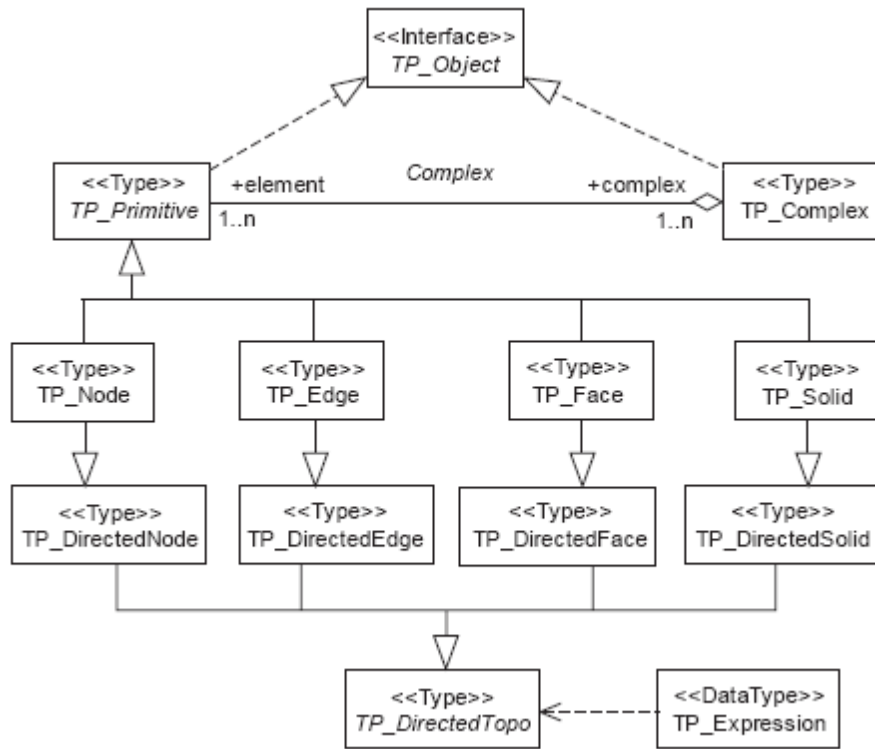 <<Interface>>
TP_Object
<<Type>>
TP_Primitive
+element
1..n
Complex
+complex
1..n
<<Type>>
TP_Complex
<<Type>>
TP_Node
<<Type>>
TP_Edge
<<Type>>
TP_Face
<<Type>>
TP_Solid
<<Type>>
TP_DirectedNode
<<Type>>
TP_DirectedEdge
<<Type>>
TP_DirectedFace
<<Type>>
TP_DirectedSolid
<<Type>>
TP_DirectedTopo
<<DataType>>
TP_Expression